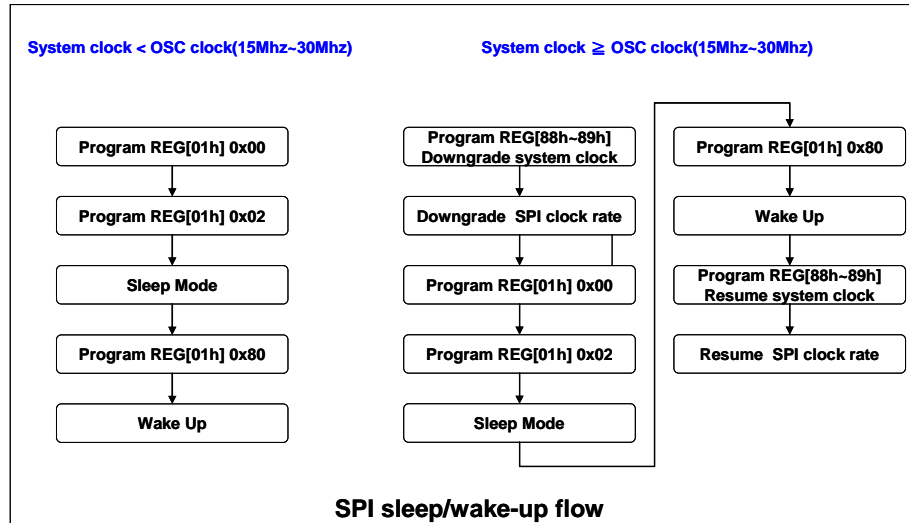 System clock < OSC clock(15Mhz~30Mhz)
Program REG[01h] 0x00
Program REG[01h] 0x02
Sleep Mode
Program REG[01h] 0x80
Wake Up
System clock ≧ OSC clock(15Mhz~30Mhz)
Program REG[88h~89h]
Downgrade system clock
Downgrade SPI clock rate
Program REG[01h] 0x00
Program REG[01h] 0x02
Sleep Mode
Program REG[01h] 0x80
Wake Up
Program REG[88h~89h]
Resume system clock
Resume SPI clock rate
SPI sleep/wake-up flow